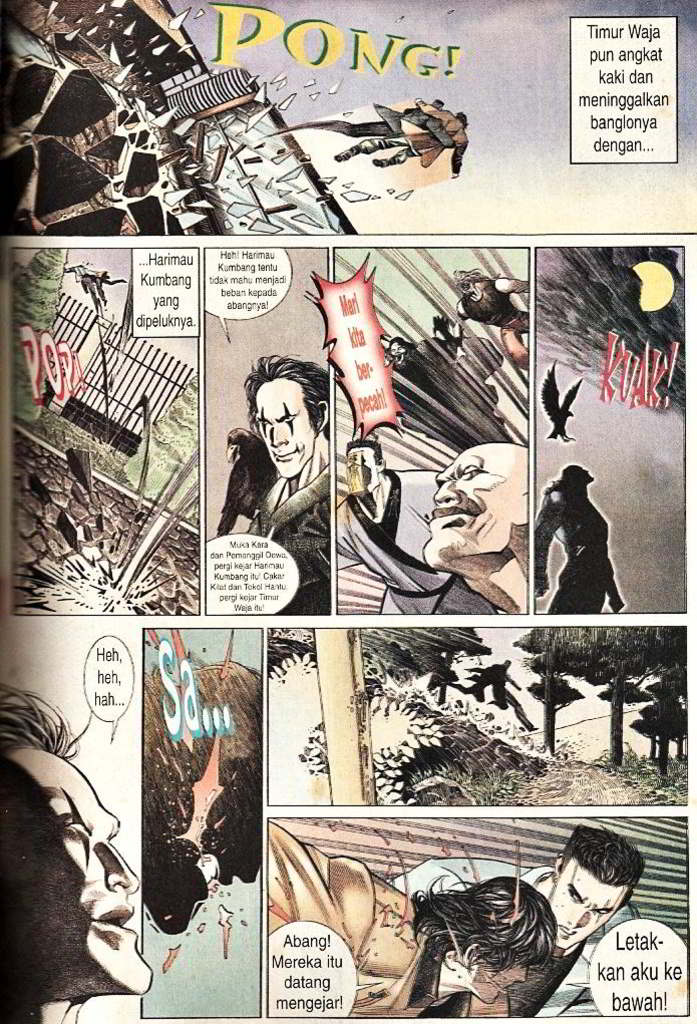 PONG!
Timur Waja
pun angkat
kaki dan
meninggalkan
banglonya
dengan...
...Harimau
Kumbang
yang
dipeluknya.
POP!
Heh! Harimau
Kumbang tentu
tidak mahu menjadi
beban kepada
abangnya!
Muka Kara
dan Pemanggil Dewa,
pergi kejar Harimau
Kumbang itu! Cakar
Kilat dan Tokol Hantu,
pergi kejar Timur
Waja itu!
Mari
kita
ber-
pecah!
KUAK!
Heh,
heh,
hah...
Sa...
Abang!
Mereka itu
datang
mengejar!
Letak-
kan aku ke
bawah!